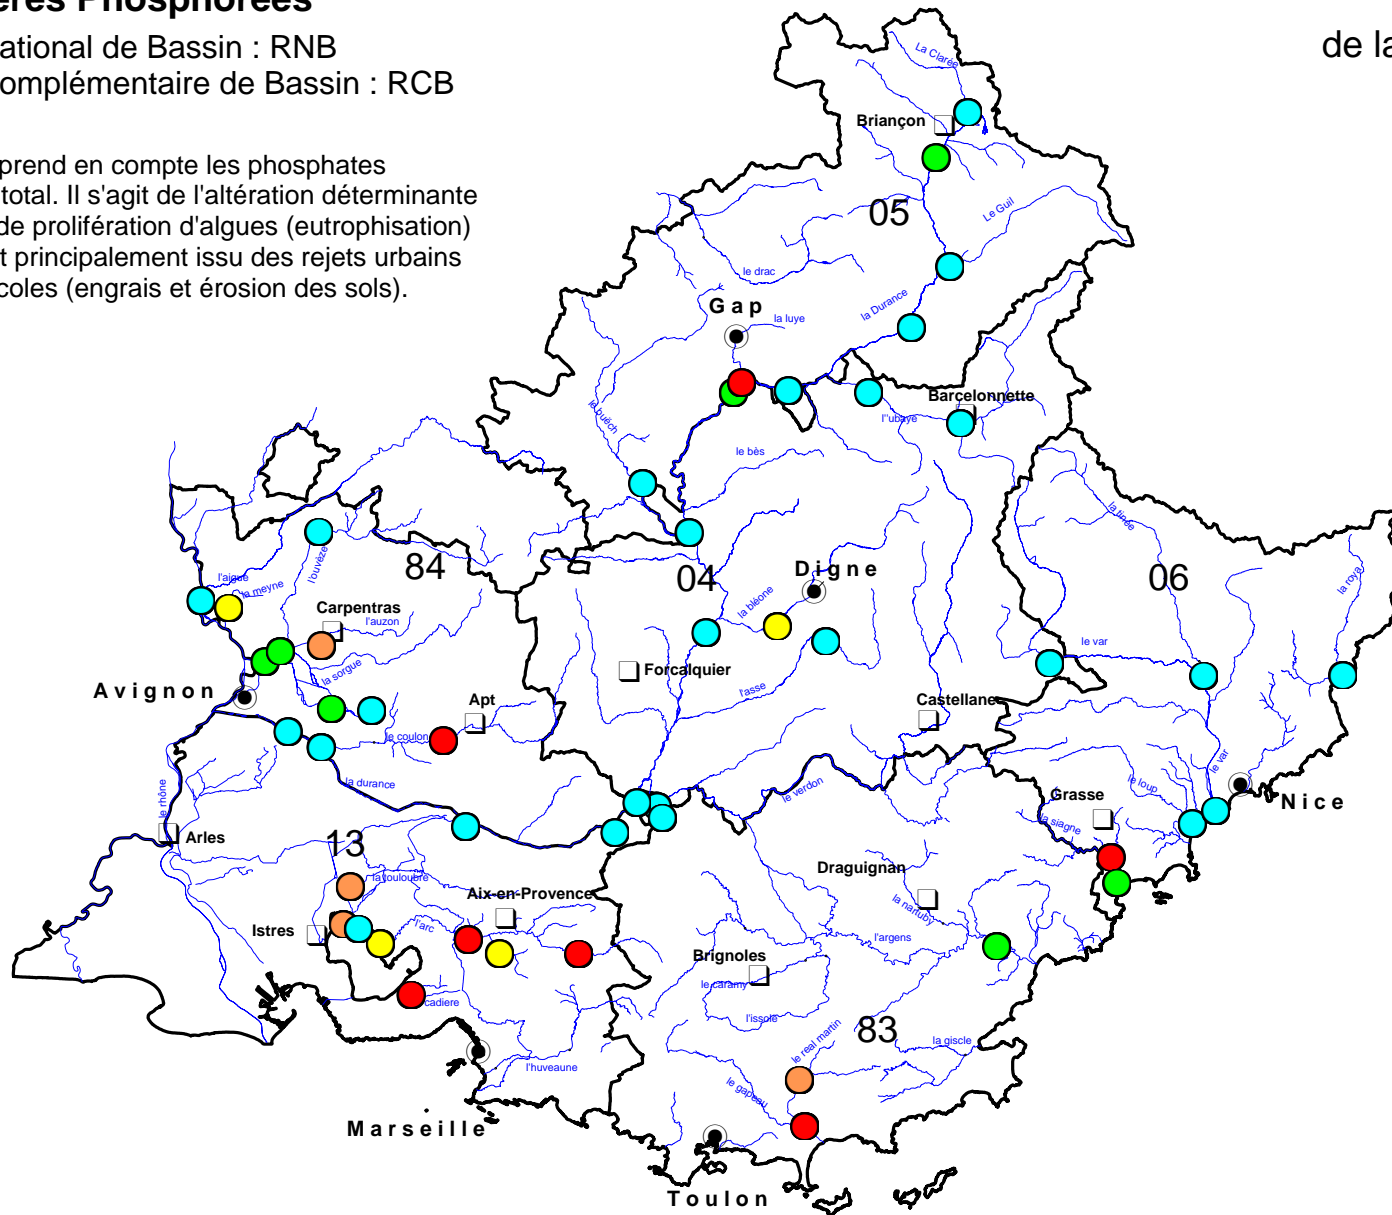 ères Phosphorées
ational de Bassin : RNB
omplémentaire de Bassin : RCB
de la
prend en compte les phosphates
total. Il s'agit de l'altération déterminante
de prolifération d'algues (eutrophisation)
t principalement issu des rejets urbains
coles (engrais et érosion des sols).
La Clarée
Briançon
05
Le Guil
le drac
la Durance
Gap
la luye
Barcelonnette
l''ubaye
le buëch
le bès
la tinée
84
04
Digne
06
l'aigue
la meyne
l'ouvèze
la bléone
la roya
Carpentras
l'auzon
le var
la sorgue
Forcalquier
Avignon
l'asse
Apt
Castellane
le coulon
le var
la durance
le verdon
le loup
le rhône
Grasse
Nice
la siagne
Arles
13
la touloubre
Draguignan
Aix-en-Provence
la nartuby
Istres
l'arc
l'argens
Brignoles
le caramy
cadiere
l'issole
83
le real martin
la giscle
l'huveaune
le gapeau
Marseille
Toulon